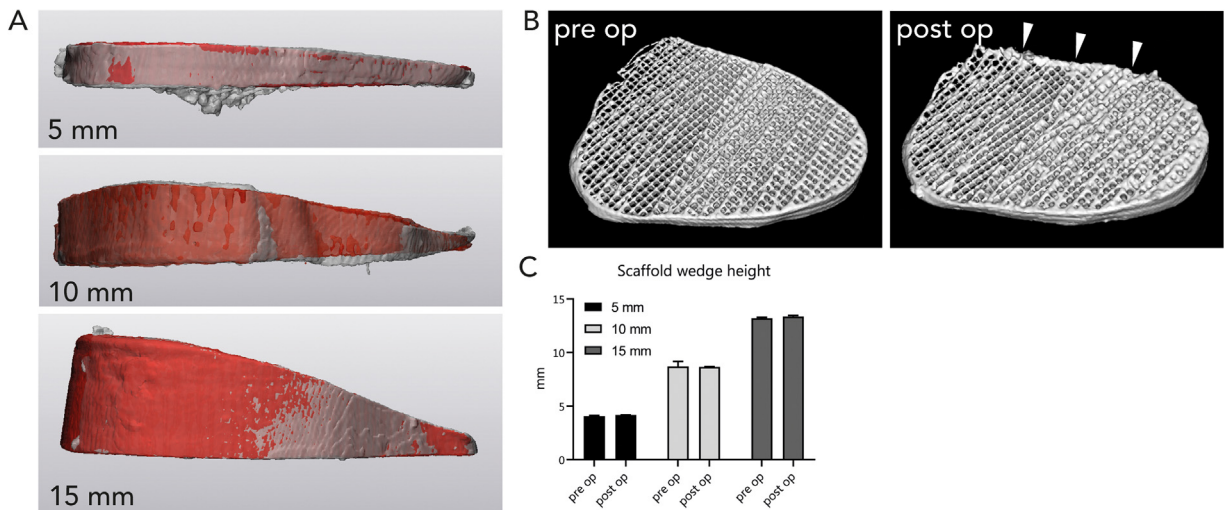 A
5 mm
10 mm
15 mm
B
pre op
post op
C
Scaffold wedge height
15
10
5
0
mm
5 mm
10 mm
15 mm
pre op
post op
pre op
post op
pre op
post op